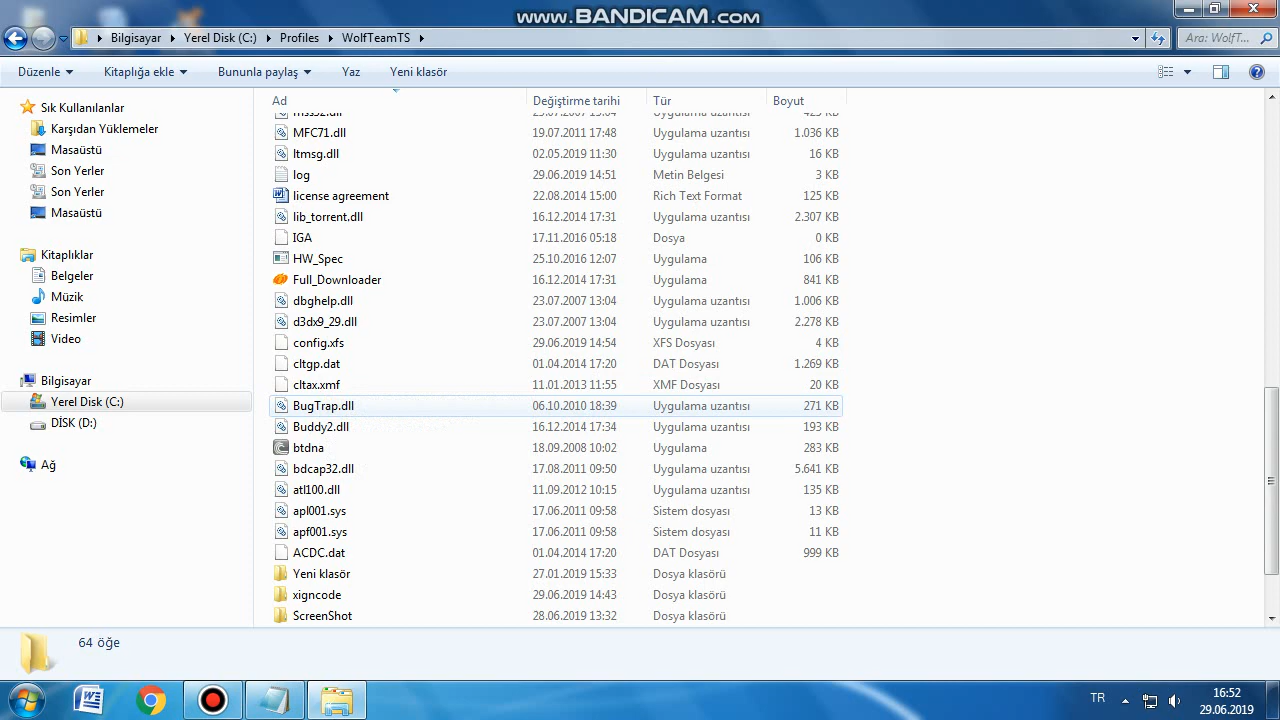 www.BANDICAM.com
Bilgisayar Yerel Disk (C:) Profiles WolfTeamTS Ara: WolfT...
Düzenle Kitaplığa ekle Bununla paylaş Yaz Yeni klasör
Ad Değiştirme tarihi Tür Boyut
Sık Kullanılanlar
Karşıdan Yüklemeler
Masaüstü
Son Yerler
Son Yerler
Masaüstü
Kitaplıklar
Belgeler
Müzik
Resimler
Video
Bilgisayar
Yerel Disk (C:)
DİSK (D:)
Ağ
MFC71.dll 19.07.2011 17:48 Uygulama uzantısı 1.036 KB
ltmsg.dll 02.05.2019 11:30 Uygulama uzantısı 16 KB
log 29.06.2019 14:51 Metin Belgesi 3 KB
license agreement 22.08.2014 15:00 Rich Text Format 125 KB
lib_torrent.dll 16.12.2014 17:31 Uygulama uzantısı 2.307 KB
IGA 17.11.2016 05:18 Dosya 0 KB
HW_Spec 25.10.2016 12:07 Uygulama 106 KB
Full_Downloader 16.12.2014 17:31 Uygulama 841 KB
dbghelp.dll 23.07.2007 13:04 Uygulama uzantısı 1.006 KB
d3dx9_29.dll 23.07.2007 13:04 Uygulama uzantısı 2.278 KB
config.xfs 29.06.2019 14:54 XFS Dosyası 4 KB
cltgp.dat 01.04.2014 17:20 DAT Dosyası 1.269 KB
cltax.xmf 11.01.2013 11:55 XMF Dosyası 20 KB
BugTrap.dll 06.10.2010 18:39 Uygulama uzantısı 271 KB
Buddy2.dll 16.12.2014 17:34 Uygulama uzantısı 193 KB
btdna 18.09.2008 10:02 Uygulama 283 KB
bdcap32.dll 17.08.2011 09:50 Uygulama uzantısı 5.641 KB
atl100.dll 11.09.2012 10:15 Uygulama uzantısı 135 KB
apl001.sys 17.06.2011 09:58 Sistem dosyası 13 KB
apf001.sys 17.06.2011 09:58 Sistem dosyası 11 KB
ACDC.dat 01.04.2014 17:20 DAT Dosyası 999 KB
Yeni klasör 27.01.2019 15:33 Dosya klasörü
xigncode 29.06.2019 14:43 Dosya klasörü
ScreenShot 28.06.2019 13:32 Dosya klasörü
64 öğe
TR
16:52
29.06.2019